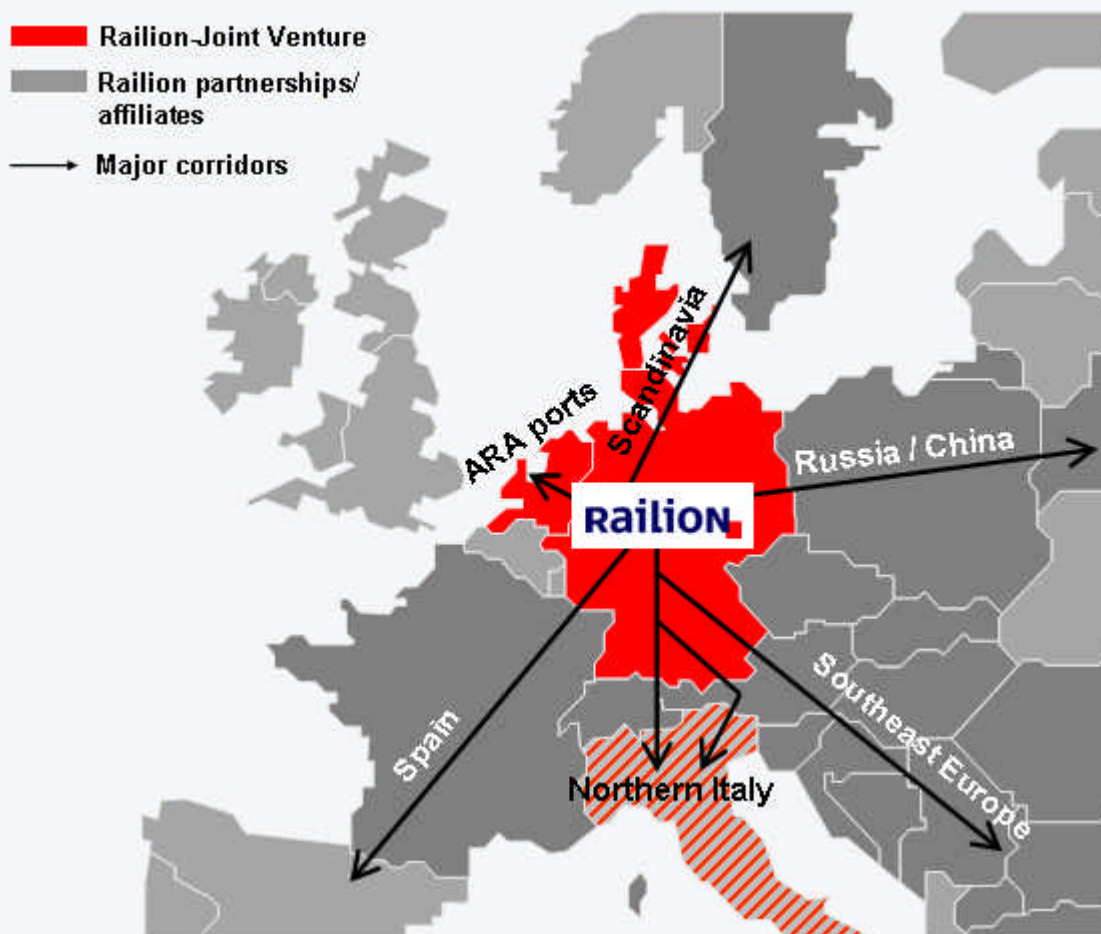 Railion-Joint Venture
Railion partnerships/
affiliates
Major corridors
Scandinavia
ARA ports
Russia / China
RaiLiON
Southeast Europe
Spain
Northern Italy